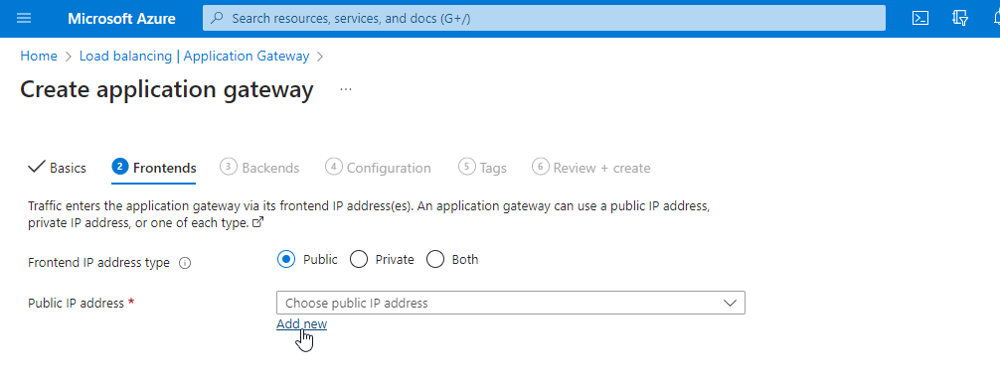 Microsoft Azure Search resources, services, and docs (G+/)
Home > Load balancing | Application Gateway >
Create application gateway ...
Basics 2 Frontends 3 Backends 4 Configuration 5 Tags 6 Review + create
Traffic enters the application gateway via its frontend IP address(es). An application gateway can use a public IP address,
private IP address, or one of each type.
Frontend IP address type Public Private Both
Public IP address * Choose public IP address
Add new